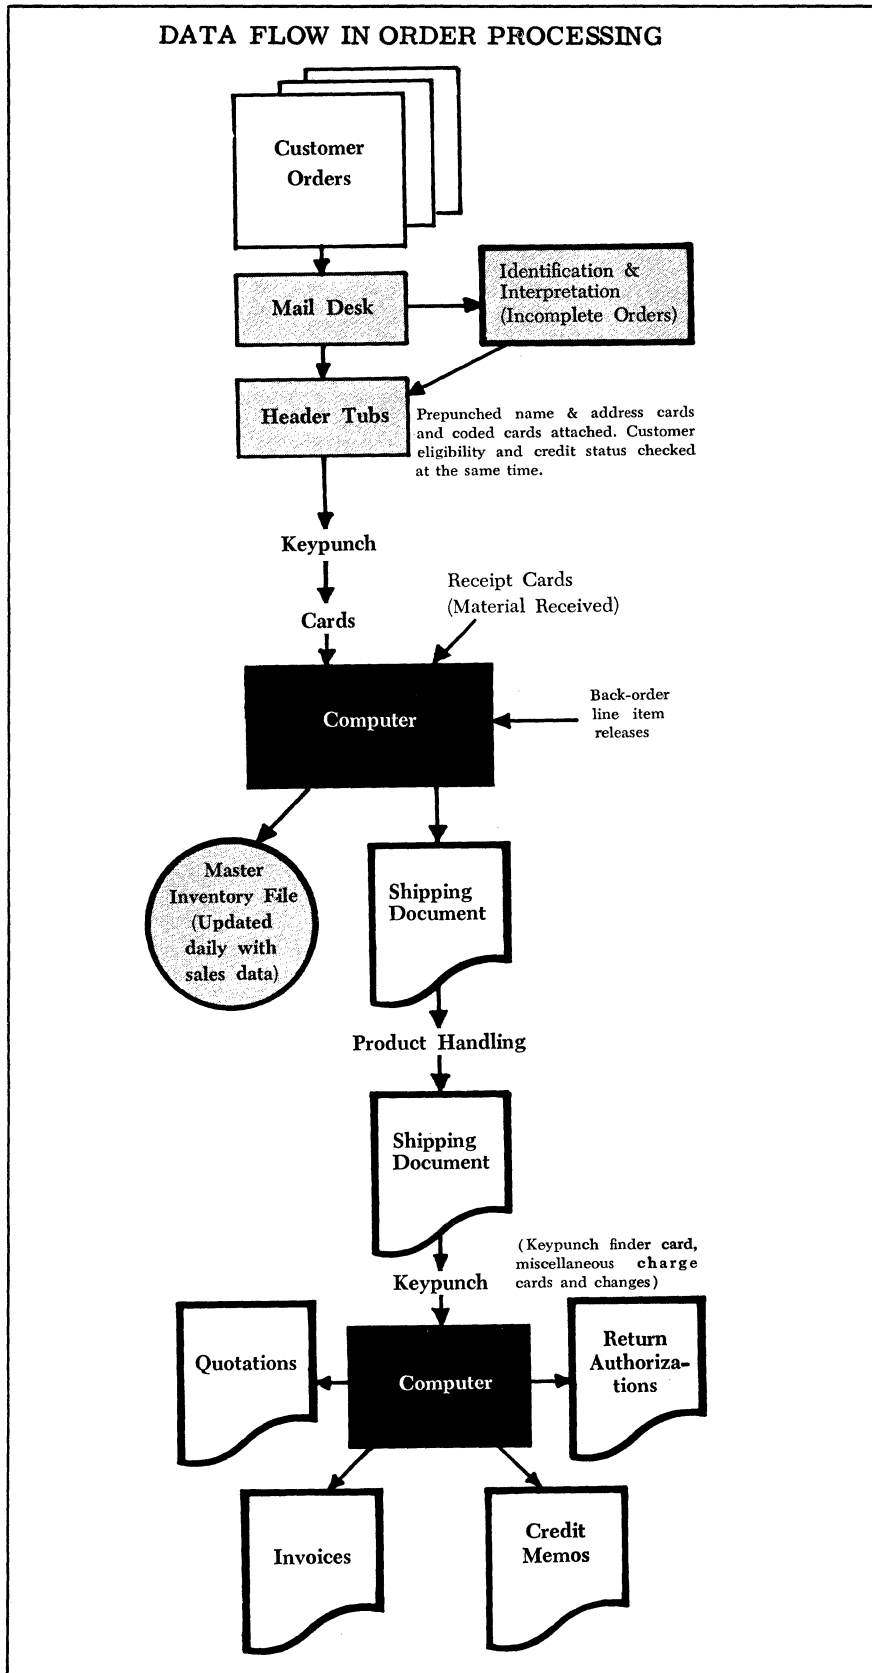 DATA FLOW IN ORDER PROCESSING
Customer
Orders
Identification &
Interpretation
(Incomplete Orders)
Mail Desk
Header Tubs
Prepunched name & address cards
and coded cards attached. Customer
eligibility and credit status checked
at the same time.
Keypunch
Receipt Cards
(Material Received)
Cards
Back-order
line item
releases
Computer
Master
Inventory File
(Updated
daily with
sales data)
Shipping
Document
Product Handling
Shipping
Document
(Keypunch finder card,
miscellaneous charge
cards and changes)
Keypunch
Quotations
Computer
Return
Authoriza-
tions
Invoices
Credit
Memos